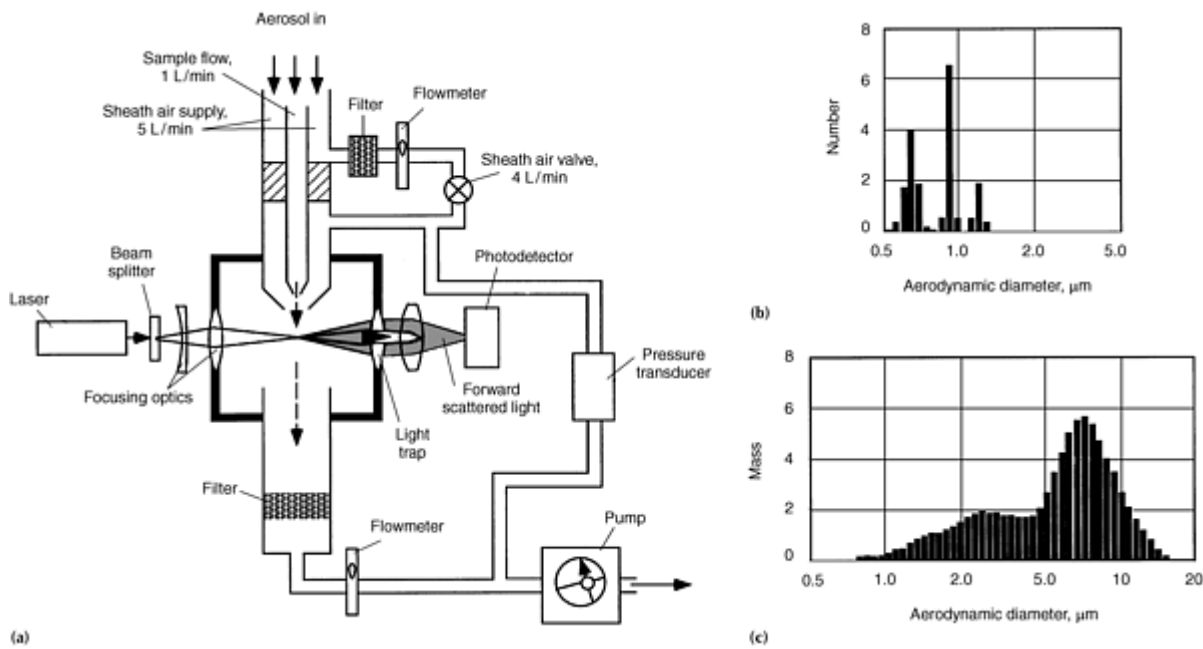 Aerosol in
Sample flow,
1 L/min
Sheath air supply,
5 L/min
Filter
Flowmeter
Sheath air valve,
4 L/min
Beam
splitter
Laser
Photodetector
Focusing optics
Forward
scattered light
Light
trap
Pressure
transducer
Filter
Flowmeter
Pump
(a)
8
6
4
2
0
Number
0.5
1.0
2.0
5.0
Aerodynamic diameter, μm
(b)
8
6
4
2
0
Mass
0.5
1.0
2.0
5.0
10
20
Aerodynamic diameter, μm
(c)